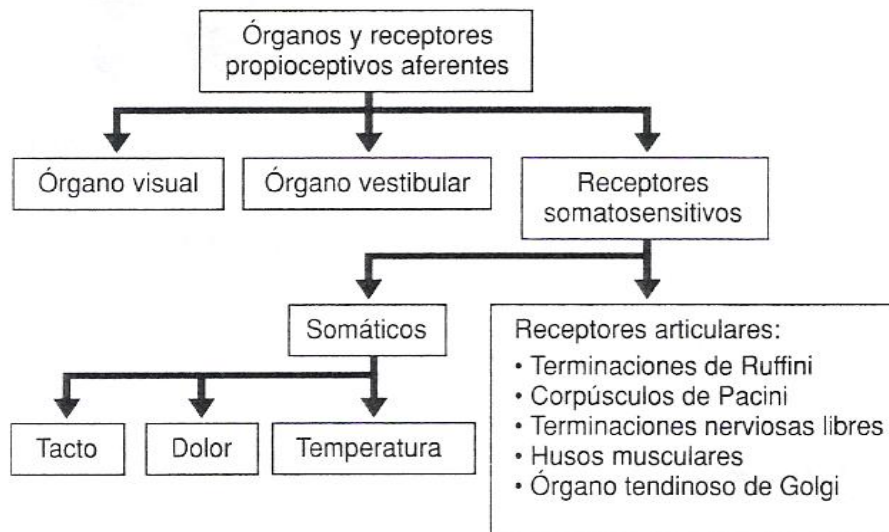 Órganos y receptores
propioceptivos aferentes
Órgano visual
Órgano vestibular
Receptores
somatosensitivos
Somáticos
Tacto
Dolor
Temperatura
Receptores articulares:
• Terminaciones de Ruffini
• Corpúsculos de Pacini
• Terminaciones nerviosas libres
• Husos musculares
• Órgano tendinoso de Golgi